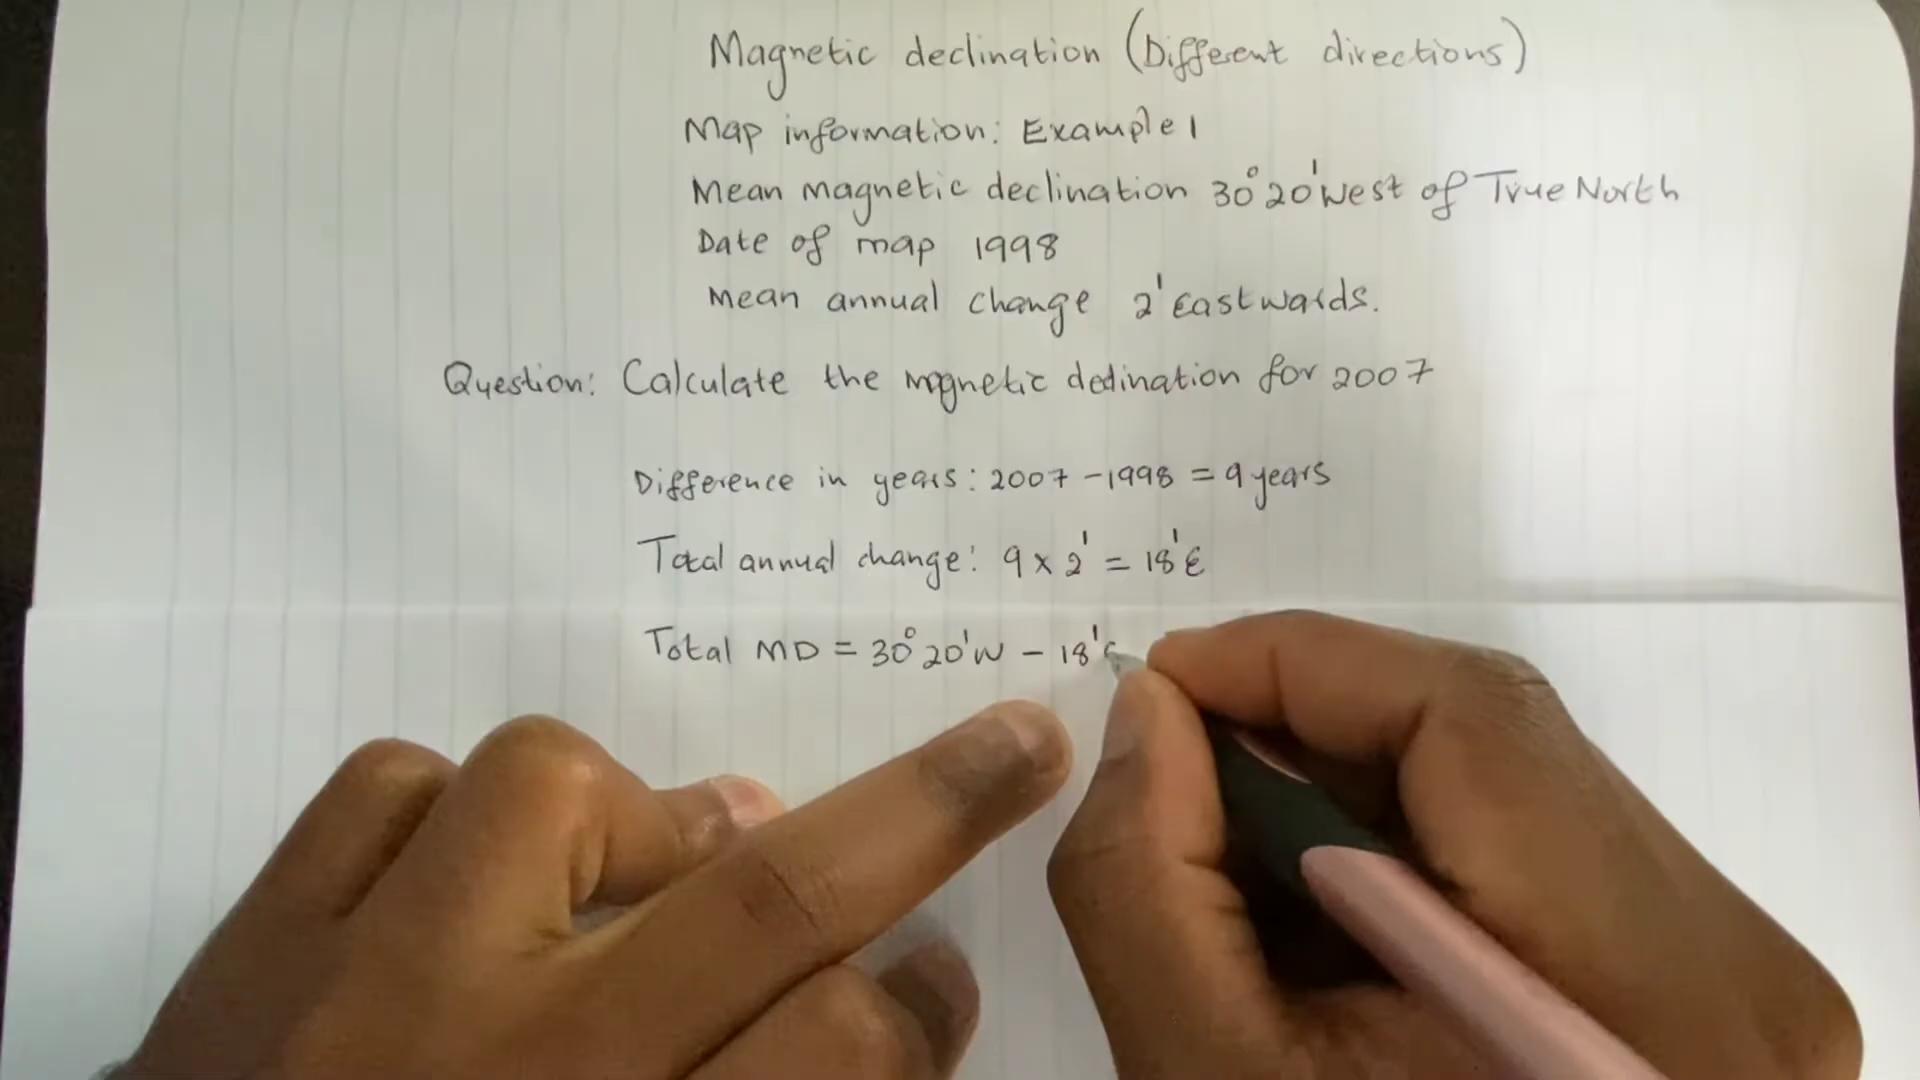 Magnetic declination (Different directions)
Map information: Example 1
Mean magnetic declination 30°20'West of True North
Date of map 1998
Mean annual change 2'Eastwards.
Question: Calculate the magnetic declination for 2007
Difference in years: 2007 - 1998 = 9 years
Total annual change: 9 x 2' = 18'E
Total MD = 30°20'W - 18'